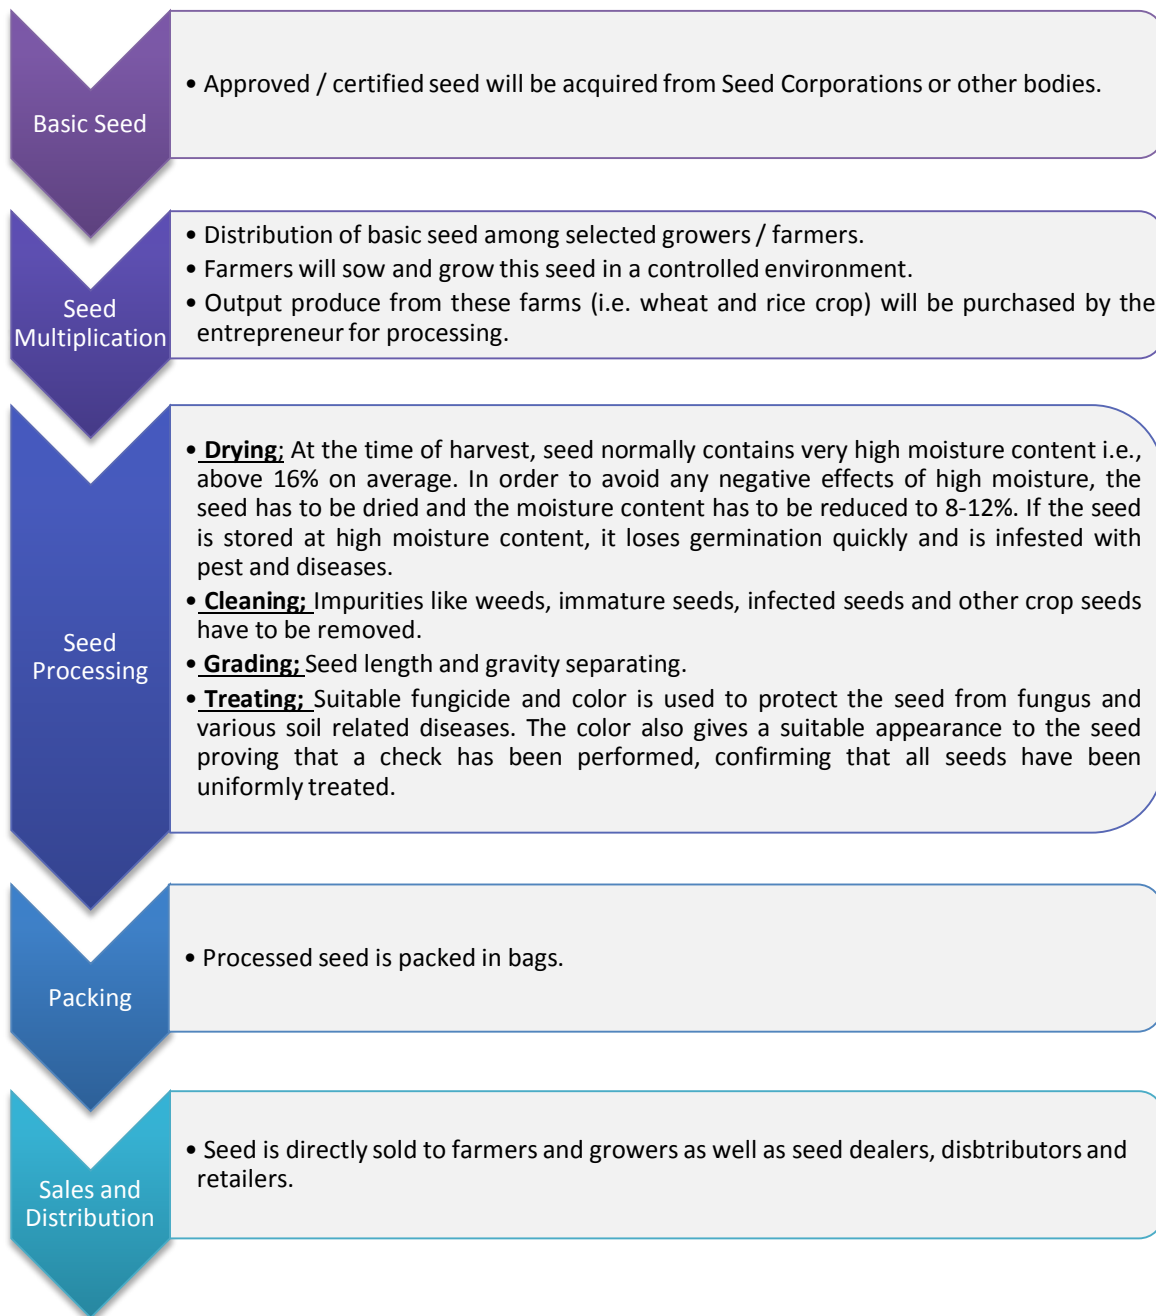 Basic Seed
• Approved / certified seed will be acquired from Seed Corporations or other bodies.
Seed
Multiplication
• Distribution of basic seed among selected growers / farmers.
• Farmers will sow and grow this seed in a controlled environment.
• Output produce from these farms (i.e. wheat and rice crop) will be purchased by the
entrepreneur for processing.
Seed
Processing
• Drying; At the time of harvest, seed normally contains very high moisture content i.e.,
above 16% on average. In order to avoid any negative effects of high moisture, the
seed has to be dried and the moisture content has to be reduced to 8-12%. If the seed
is stored at high moisture content, it loses germination quickly and is infested with
pest and diseases.
• Cleaning; Impurities like weeds, immature seeds, infected seeds and other crop seeds
have to be removed.
• Grading; Seed length and gravity separating.
• Treating; Suitable fungicide and color is used to protect the seed from fungus and
various soil related diseases. The color also gives a suitable appearance to the seed
proving that a check has been performed, confirming that all seeds have been
uniformly treated.
Packing
• Processed seed is packed in bags.
Sales and
Distribution
• Seed is directly sold to farmers and growers as well as seed dealers, disbtributors and
retailers.